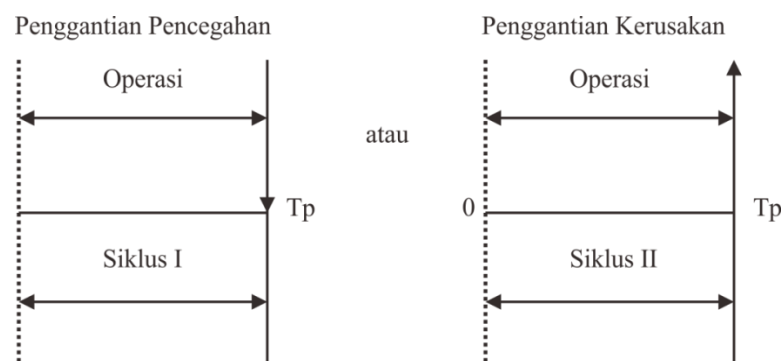 Penggantian Pencegahan
Penggantian Kerusakan
Operasi
Operasi
atau
Tp
0
Tp
Siklus I
Siklus II